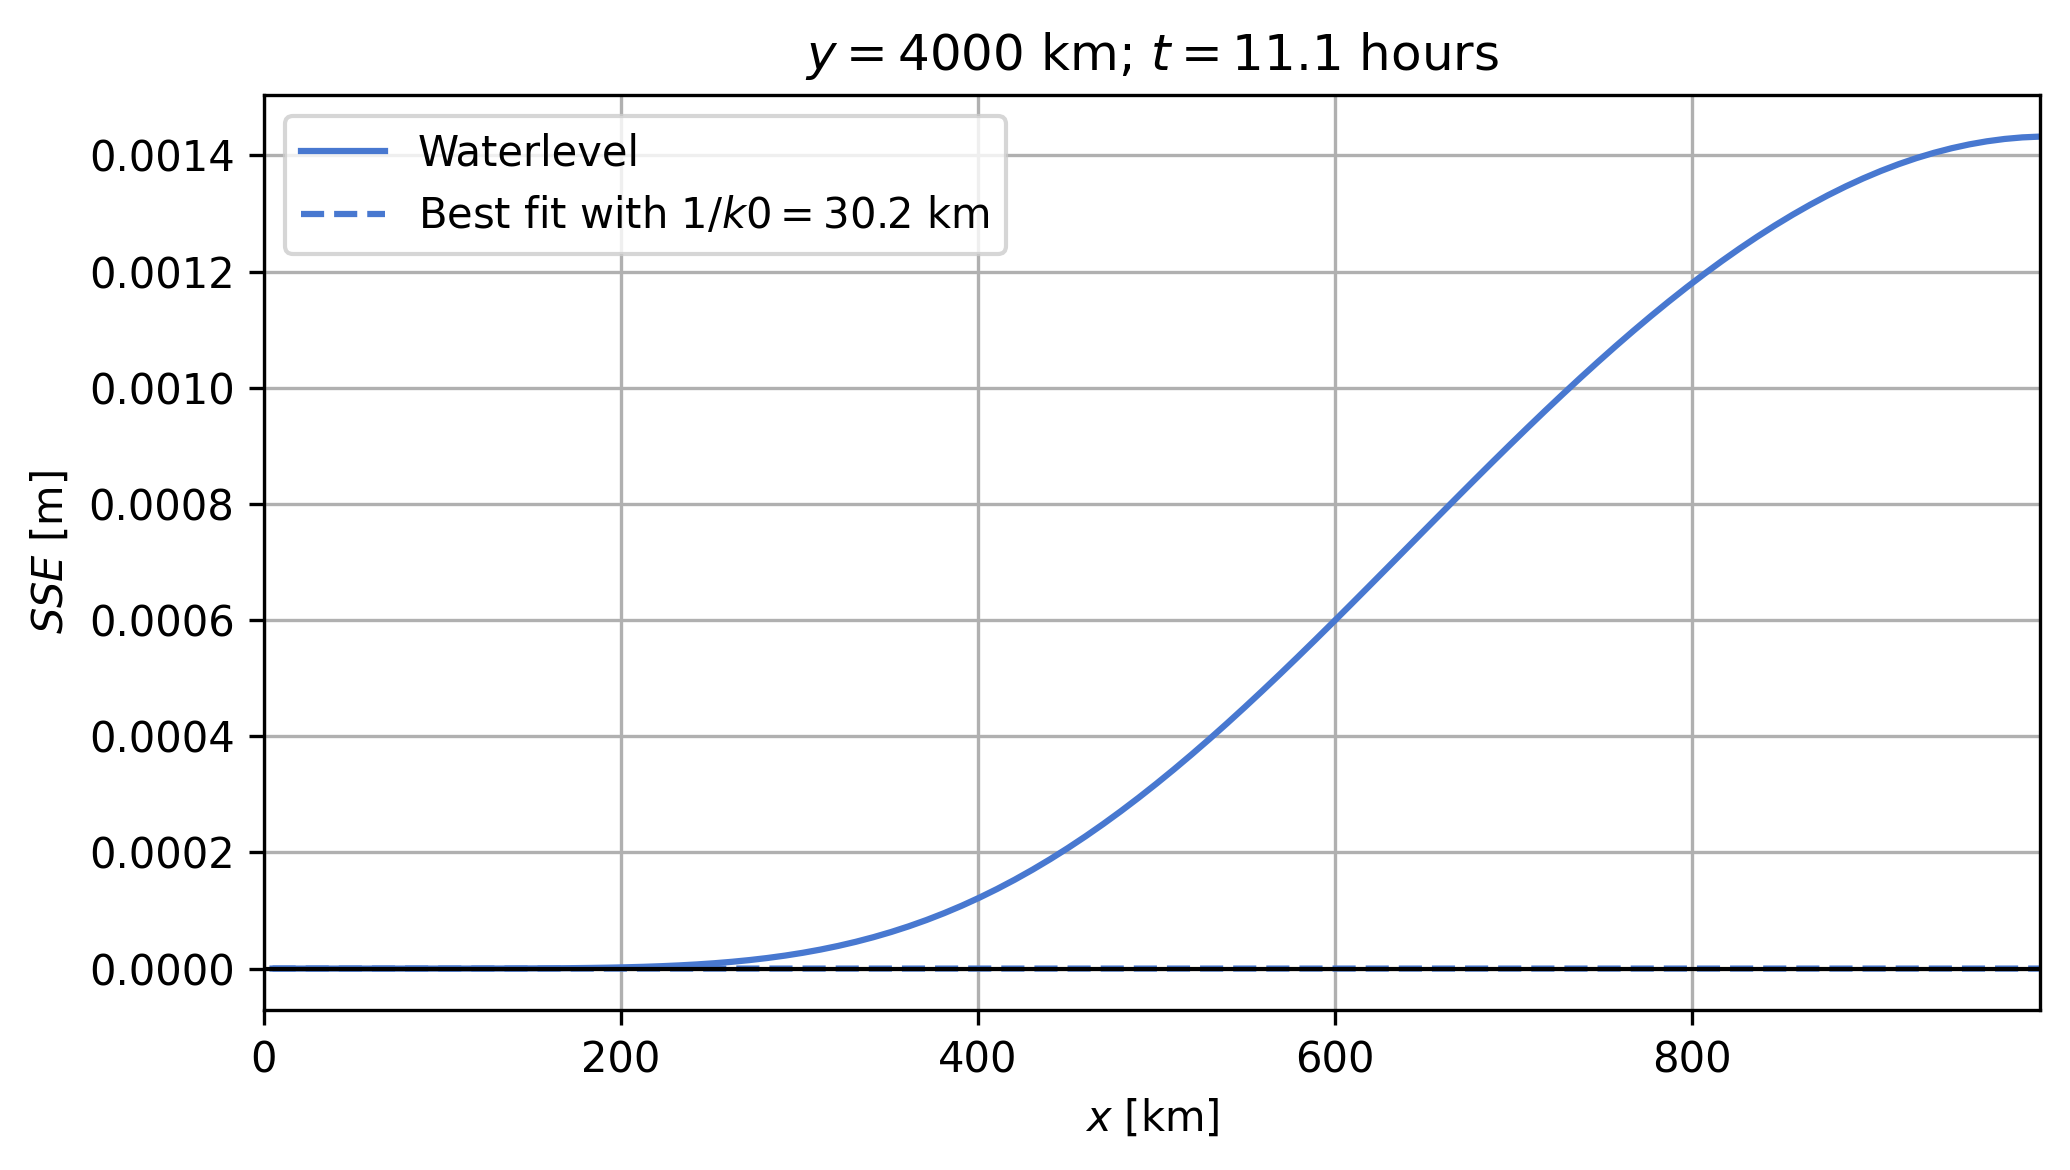 y = 4000 km; t = 11.1 hours
Waterlevel
Best fit with 1/k0 = 30.2 km
0.0014
0.0012
0.0010
0.0008
0.0006
0.0004
0.0002
0.0000
SSE [m]
0 200 400 600 800
x [km]